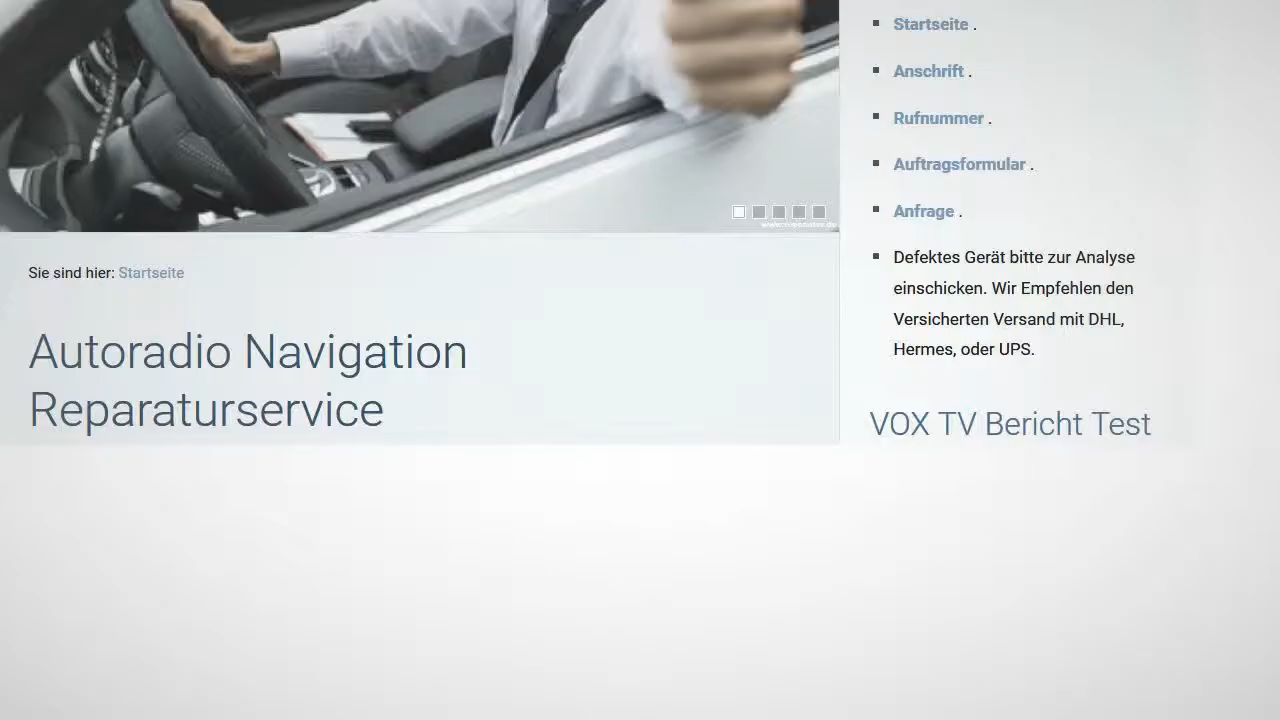 Startseite .
Anschrift .
Rufnummer .
Auftragsformular .
Anfrage .
Defektes Gerät bitte zur Analyse
einschicken. Wir Empfehlen den
Versicherten Versand mit DHL,
Hermes, oder UPS.
VOX TV Bericht Test
Sie sind hier: Startseite
Autoradio Navigation
Reparaturservice